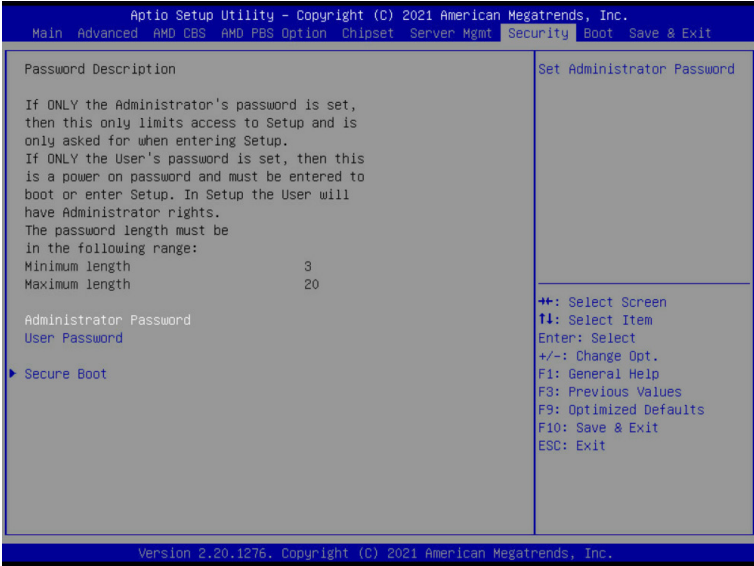 Aptio Setup Utility – Copyright (C) 2021 American Megatrends, Inc.
Main Advanced AMD CBS AMD PBS Option Chipset Server Mgmt Security Boot Save & Exit
Password Description
If ONLY the Administrator's password is set,
then this only limits access to Setup and is
only asked for when entering Setup.
If ONLY the User's password is set, then this
is a power on password and must be entered to
boot or enter Setup. In Setup the User will
have Administrator rights.
The password length must be
in the following range:
Minimum length 3
Maximum length 20
Administrator Password
User Password
Secure Boot
Set Administrator Password
→←: Select Screen
↑↓: Select Item
Enter: Select
+/-: Change Opt.
F1: General Help
F3: Previous Values
F9: Optimized Defaults
F10: Save & Exit
ESC: Exit
Version 2.20.1276. Copyright (C) 2021 American Megatrends, Inc.